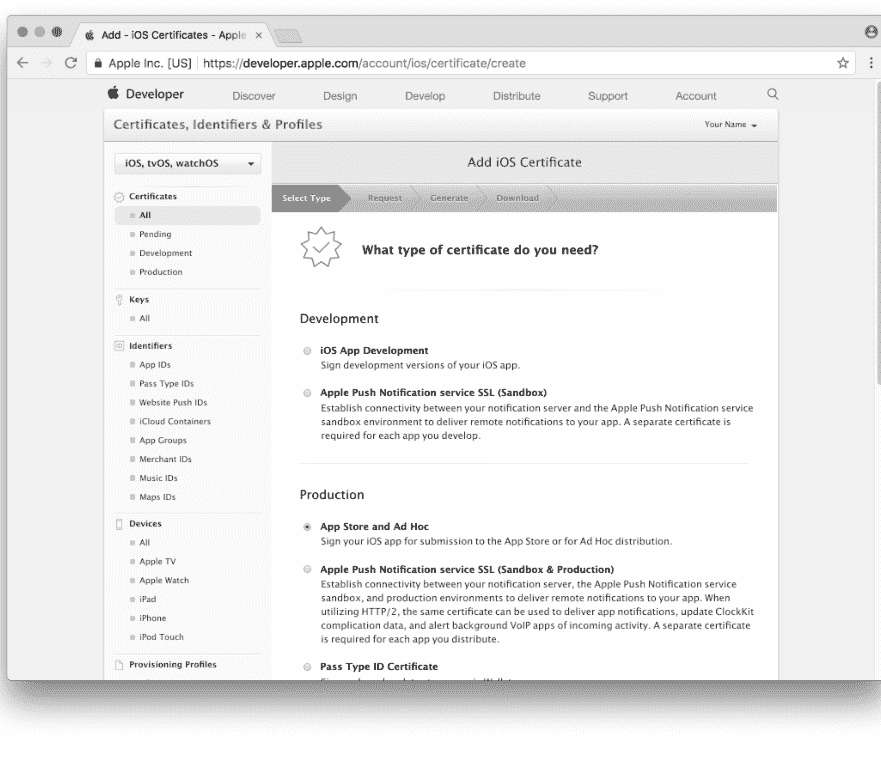 Add - iOS Certificates - Apple
Apple Inc. [US] https://developer.apple.com/account/ios/certificate/create
Developer Discover Design Develop Distribute Support Account
Certificates, Identifiers & Profiles Your Name
iOS, tvOS, watchOS
Certificates
All
Pending
Development
Production
Keys
All
Identifiers
App IDs
Pass Type IDs
Website Push IDs
iCloud Containers
App Groups
Merchant IDs
Music IDs
Maps IDs
Devices
All
Apple TV
Apple Watch
iPad
iPhone
iPod Touch
Provisioning Profiles
Add iOS Certificate
Select Type Request Generate Download
What type of certificate do you need?
Development
iOS App Development
Sign development versions of your iOS app.
Apple Push Notification service SSL (Sandbox)
Establish connectivity between your notification server and the Apple Push Notification service
sandbox environment to deliver remote notifications to your app. A separate certificate is
required for each app you develop.
Production
App Store and Ad Hoc
Sign your iOS app for submission to the App Store or for Ad Hoc distribution.
Apple Push Notification service SSL (Sandbox & Production)
Establish connectivity between your notification server, the Apple Push Notification service
sandbox, and production environments to deliver remote notifications to your app. When
utilizing HTTP/2, the same certificate can be used to deliver app notifications, update ClockKit
complication data, and alert background VoIP apps of incoming activity. A separate certificate
is required for each app you distribute.
Pass Type ID Certificate